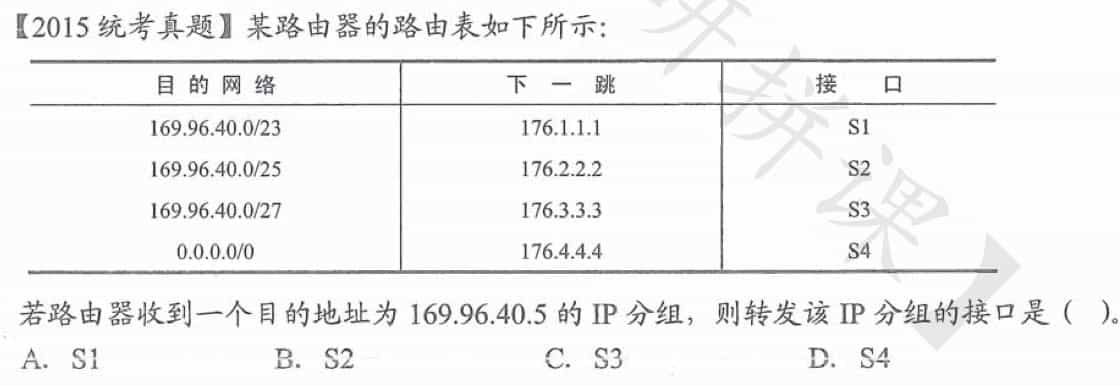 【2015 统考真题】某路由器的路由表如下所示：
目的网络 下一跳 接口
169.96.40.0/23 176.1.1.1 S1
169.96.40.0/25 176.2.2.2 S2
169.96.40.0/27 176.3.3.3 S3
0.0.0.0/0 176.4.4.4 S4
若路由器收到一个目的地址为 169.96.40.5 的 IP 分组，则转发该 IP 分组的接口是（ ）。
A. S1 B. S2 C. S3 D. S4
拼课】